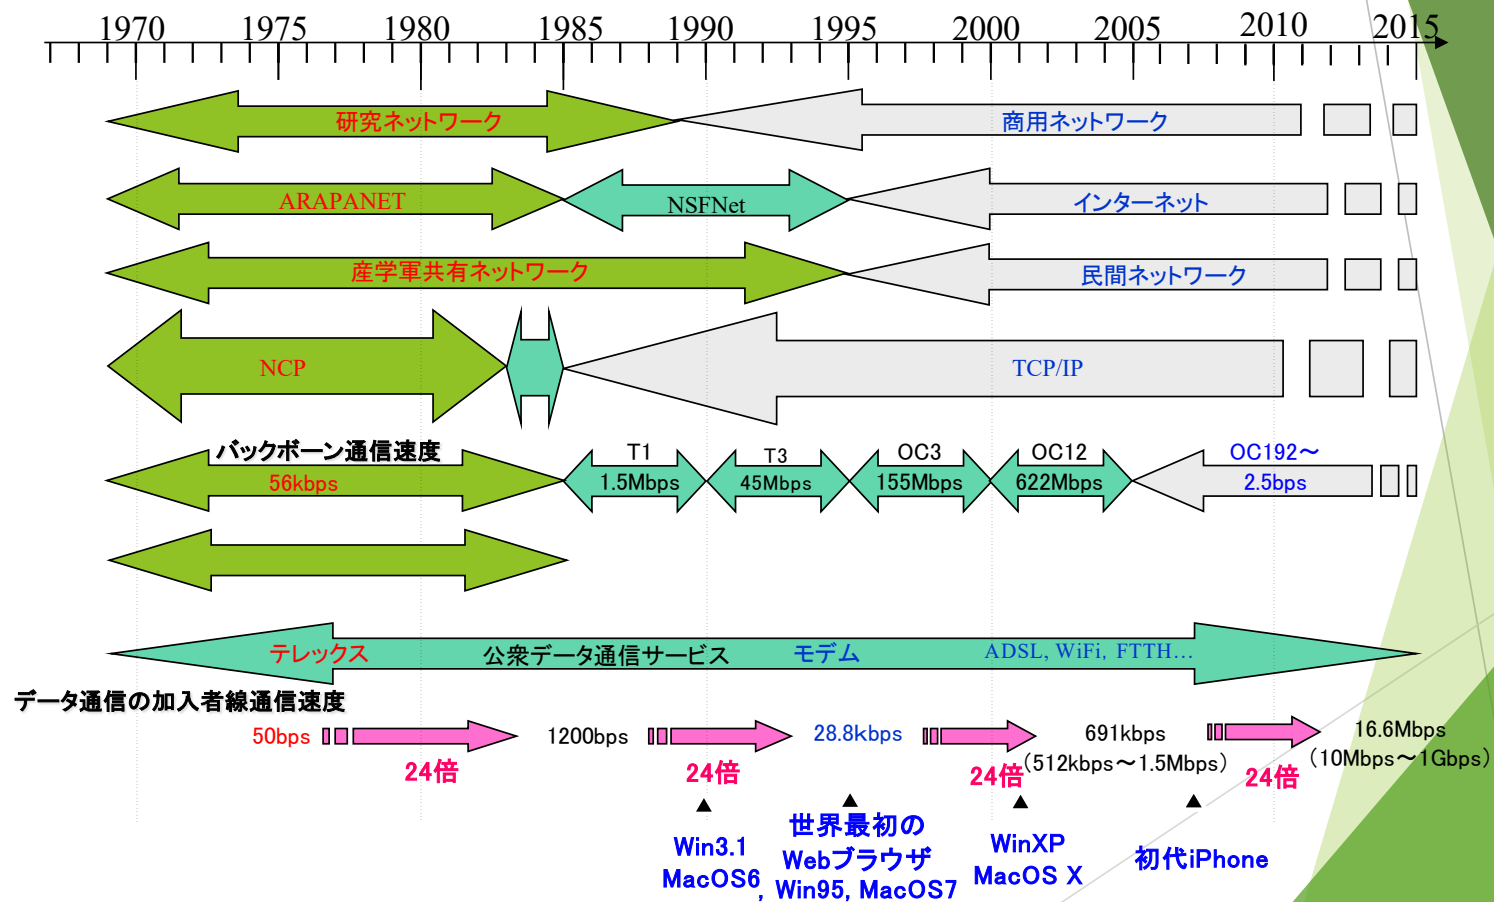 1970 1975 1980 1985 1990 1995 2000 2005 2010 2015
研究ネットワーク 商用ネットワーク
ARAPANET NSFNet インターネット
産学軍共有ネットワーク 民間ネットワーク
NCP TCP/IP
バックボーン通信速度 T1 T3 OC3 OC12 OC192～
56kbps 1.5Mbps 45Mbps 155Mbps 622Mbps 2.5bps
テレックス 公衆データ通信サービス モデム ADSL, WiFi, FTTH…
データ通信の加入者線通信速度
50bps 1200bps 28.8kbps 691kbps 16.6Mbps
(512kbps～1.5Mbps) (10Mbps～1Gbps)
24倍 24倍 24倍 24倍
▲ ▲ ▲ ▲
Win3.1
MacOS6
世界最初の
Webブラウザ
, Win95, MacOS7
WinXP
MacOS X
初代iPhone